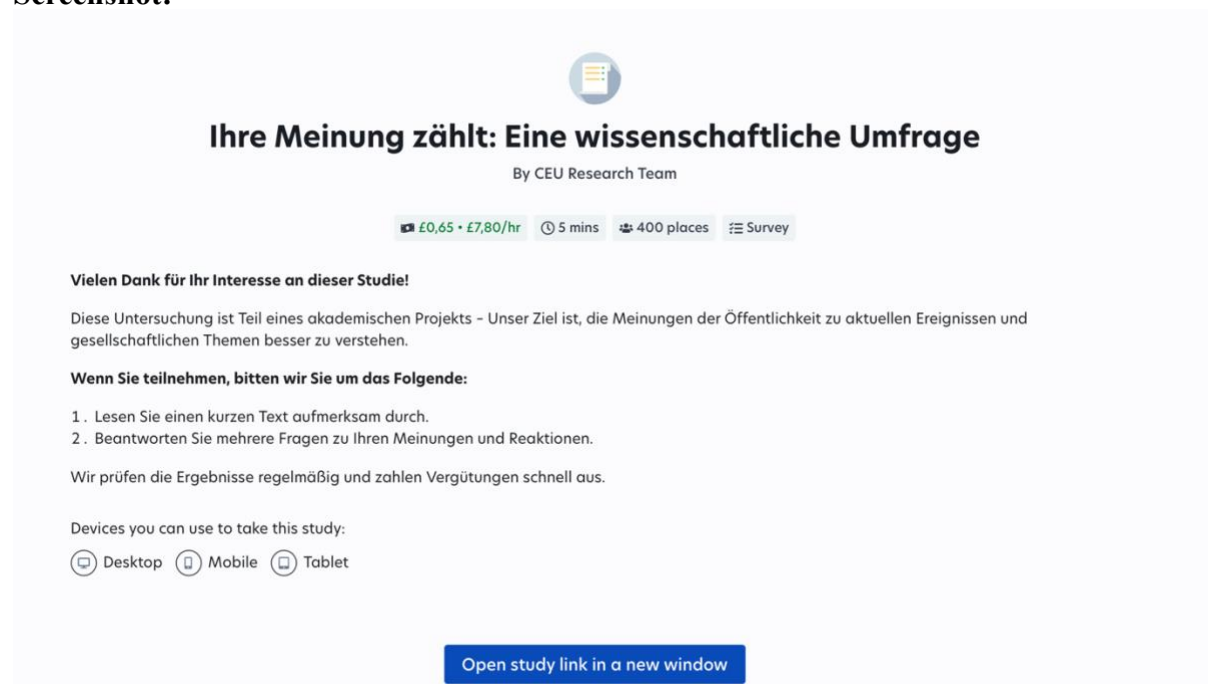 Screenshot:
Ihre Meinung zählt: Eine wissenschaftliche Umfrage
By CEU Research Team
£0,65 • £7,80/hr 5 mins 400 places Survey
Vielen Dank für Ihr Interesse an dieser Studie!
Diese Untersuchung ist Teil eines akademischen Projekts – Unser Ziel ist, die Meinungen der Öffentlichkeit zu aktuellen Ereignissen und
gesellschaftlichen Themen besser zu verstehen.
Wenn Sie teilnehmen, bitten wir Sie um das Folgende:
1. Lesen Sie einen kurzen Text aufmerksam durch.
2. Beantworten Sie mehrere Fragen zu Ihren Meinungen und Reaktionen.
Wir prüfen die Ergebnisse regelmäßig und zahlen Vergütungen schnell aus.
Devices you can use to take this study:
Desktop Mobile Tablet
Open study link in a new window